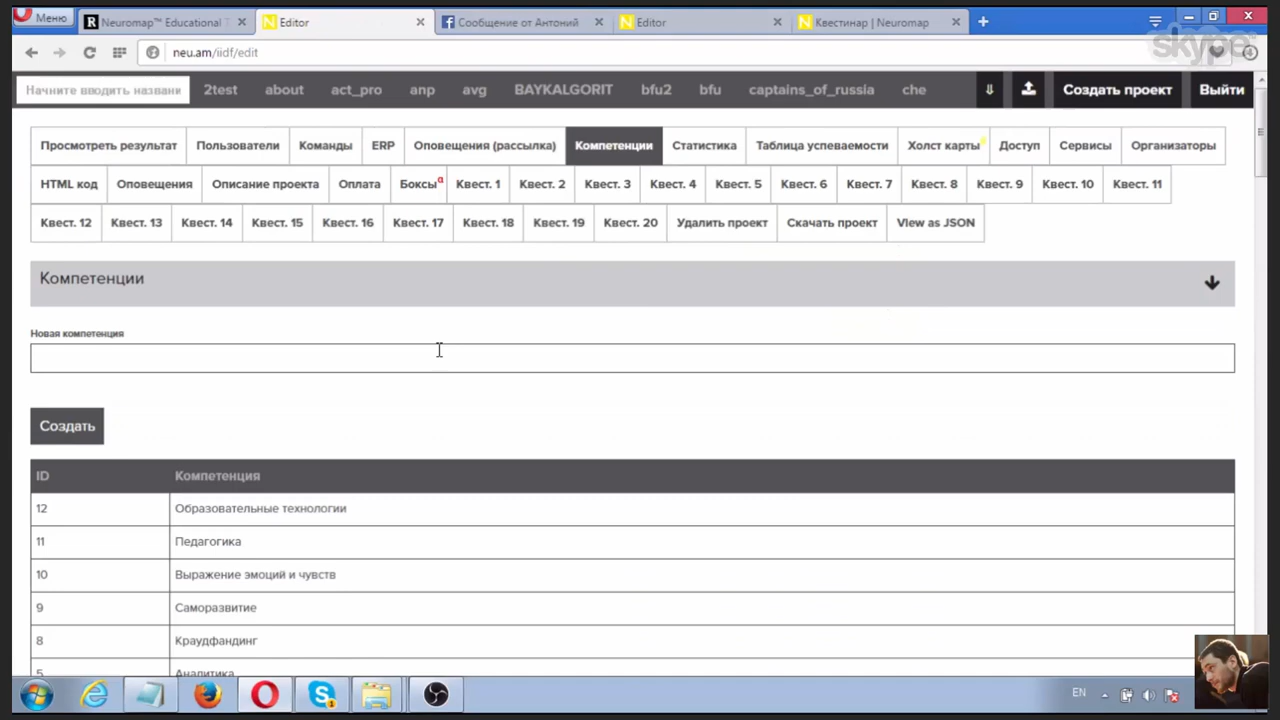 Меню
Neuromap™ Educational T
Editor
Сообщение от Антоний
Editor
Квестинар | Neuromap
neu.am/iidf/edit
skype
Начните вводить названи
2test about act_pro anp avg BAYKALGORIT bfu2 bfu captains_of_russia che
Создать проект Выйти
Просмотреть результат Пользователи Команды ERP Оповещения (рассылка) Компетенции Статистика Таблица успеваемости Холст карты Доступ Сервисы Организаторы
HTML код Оповещения Описание проекта Оплата Боксыα Квест. 1 Квест. 2 Квест. 3 Квест. 4 Квест. 5 Квест. 6 Квест. 7 Квест. 8 Квест. 9 Квест. 10 Квест. 11
Квест. 12 Квест. 13 Квест. 14 Квест. 15 Квест. 16 Квест. 17 Квест. 18 Квест. 19 Квест. 20 Удалить проект Скачать проект View as JSON
Компетенции
Новая компетенция
Создать
ID Компетенция
12 Образовательные технологии
11 Педагогика
10 Выражение эмоций и чувств
9 Саморазвитие
8 Краудфандинг
5 Аналитика
EN